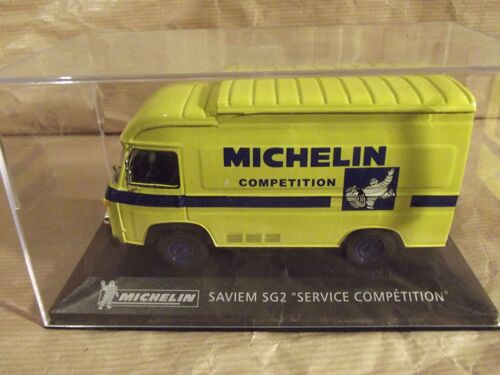 MICHELIN
COMPETITION
MICHELIN SAVIEM SG2 "SERVICE COMPÉTITION"